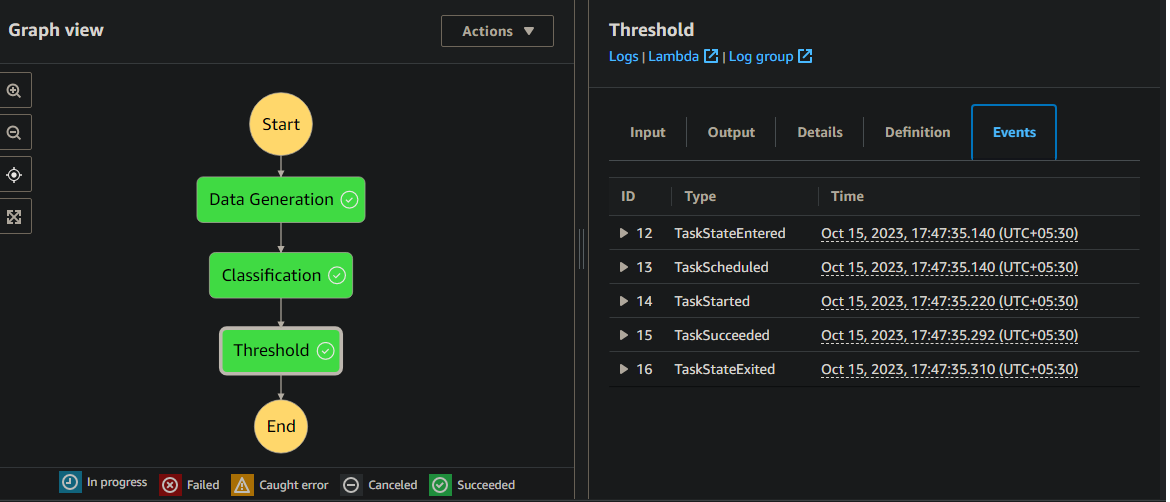 Graph view
Actions
Start
Data Generation
Classification
Threshold
End
In progress
Failed
Caught error
Canceled
Succeeded
Threshold
Logs | Lambda | Log group
Input Output Details Definition Events
ID Type Time
12 TaskStateEntered Oct 15, 2023, 17:47:35.140 (UTC+05:30)
13 TaskScheduled Oct 15, 2023, 17:47:35.140 (UTC+05:30)
14 TaskStarted Oct 15, 2023, 17:47:35.220 (UTC+05:30)
15 TaskSucceeded Oct 15, 2023, 17:47:35.292 (UTC+05:30)
16 TaskStateExited Oct 15, 2023, 17:47:35.310 (UTC+05:30)